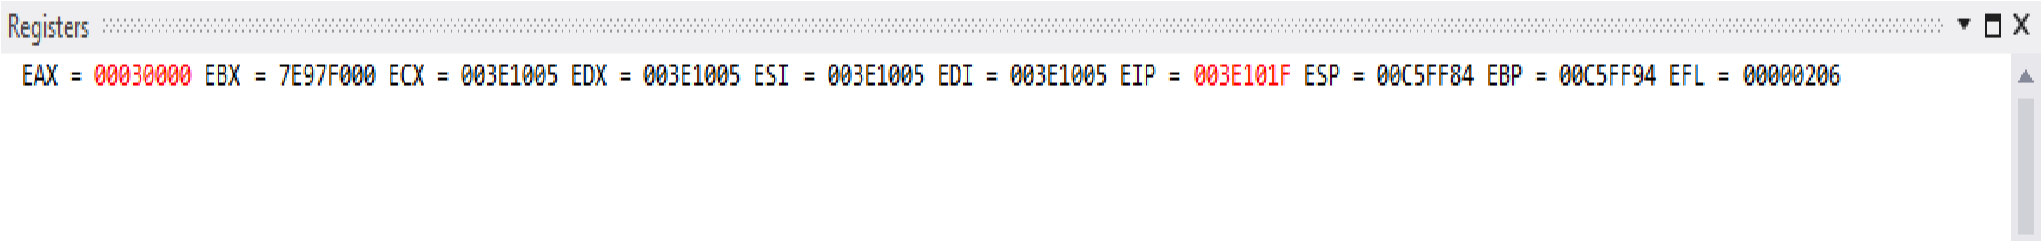 Registers
EAX = 00030000 EBX = 7E97F000 ECX = 003E1005 EDX = 003E1005 ESI = 003E1005 EDI = 003E1005 EIP = 003E101F ESP = 00C5FF84 EBP = 00C5FF94 EFL = 00000206